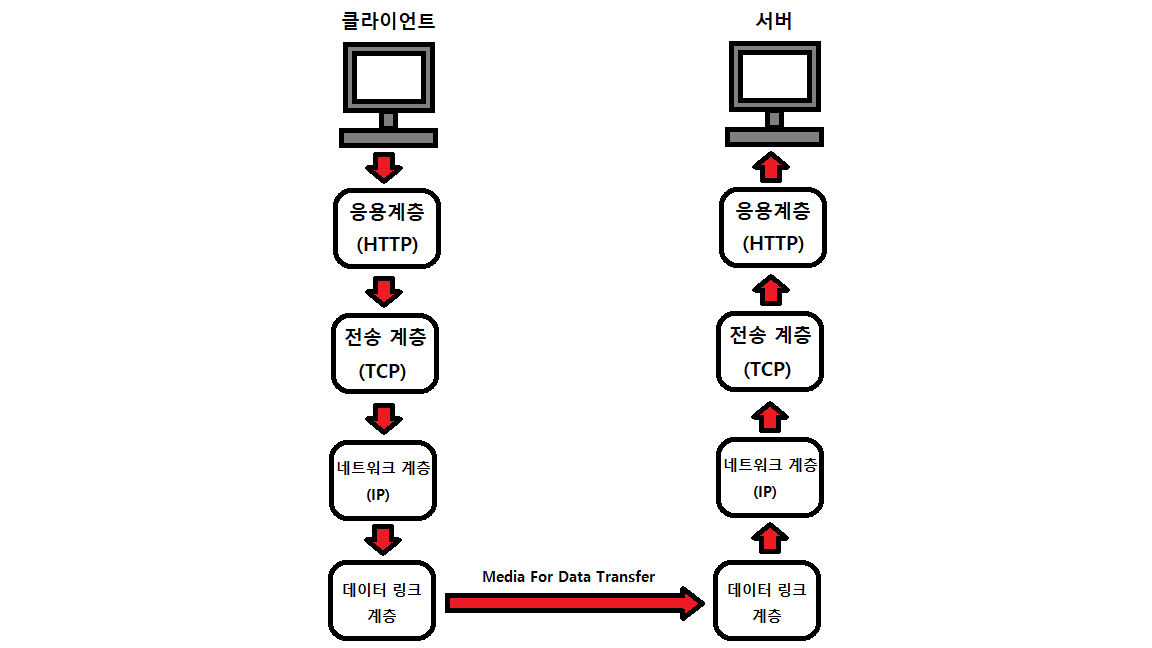 클라이언트
서버
응용계층
(HTTP)
응용계층
(HTTP)
전송 계층
(TCP)
전송 계층
(TCP)
네트워크 계층
(IP)
네트워크 계층
(IP)
데이터 링크
계층
Media For Data Transfer
데이터 링크
계층